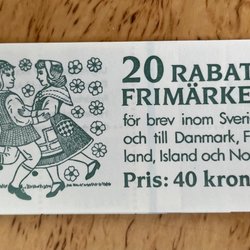 20 RABAT
FRIMÄRKE
för brev inom Sveri
och till Danmark, F
land, Island och No
Pris: 40 kron